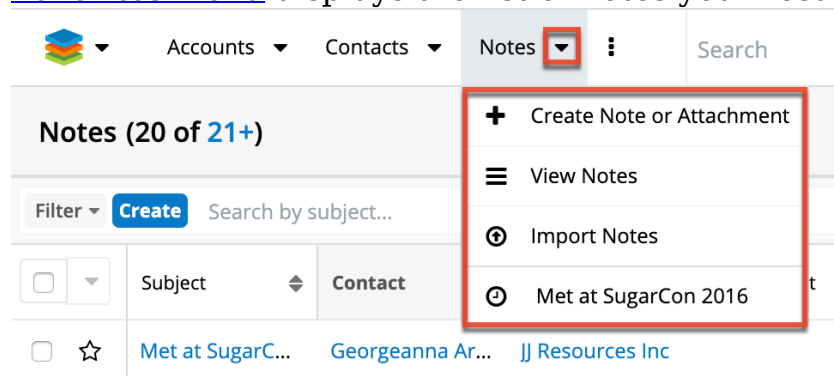 Accounts Contacts Notes Search
Create Note or Attachment
Notes (20 of 21+)
View Notes
Filter Create Search by subject...
Import Notes
Subject Contact t
Met at SugarCon 2016
Met at SugarC... Georgeanna Ar... JJ Resources Inc